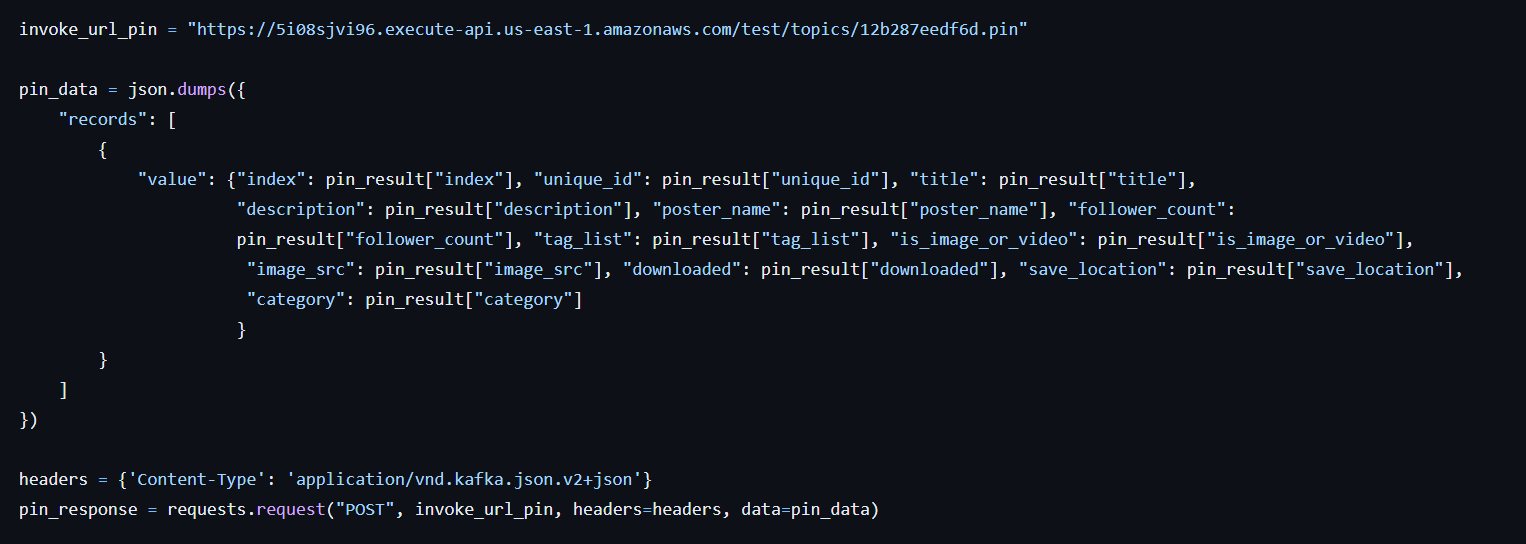 invoke_url_pin = "https://5i08sjvi96.execute-api.us-east-1.amazonaws.com/test/topics/12b287eedf6d.pin"
pin_data = json.dumps({
"records": [
{
"value": {"index": pin_result["index"], "unique_id": pin_result["unique_id"], "title": pin_result["title"],
"description": pin_result["description"], "poster_name": pin_result["poster_name"], "follower_count":
pin_result["follower_count"], "tag_list": pin_result["tag_list"], "is_image_or_video": pin_result["is_image_or_video"],
"image_src": pin_result["image_src"], "downloaded": pin_result["downloaded"], "save_location": pin_result["save_location"],
"category": pin_result["category"]
}
}
]
})
headers = {'Content-Type': 'application/vnd.kafka.json.v2+json'}
pin_response = requests.request("POST", invoke_url_pin, headers=headers, data=pin_data)